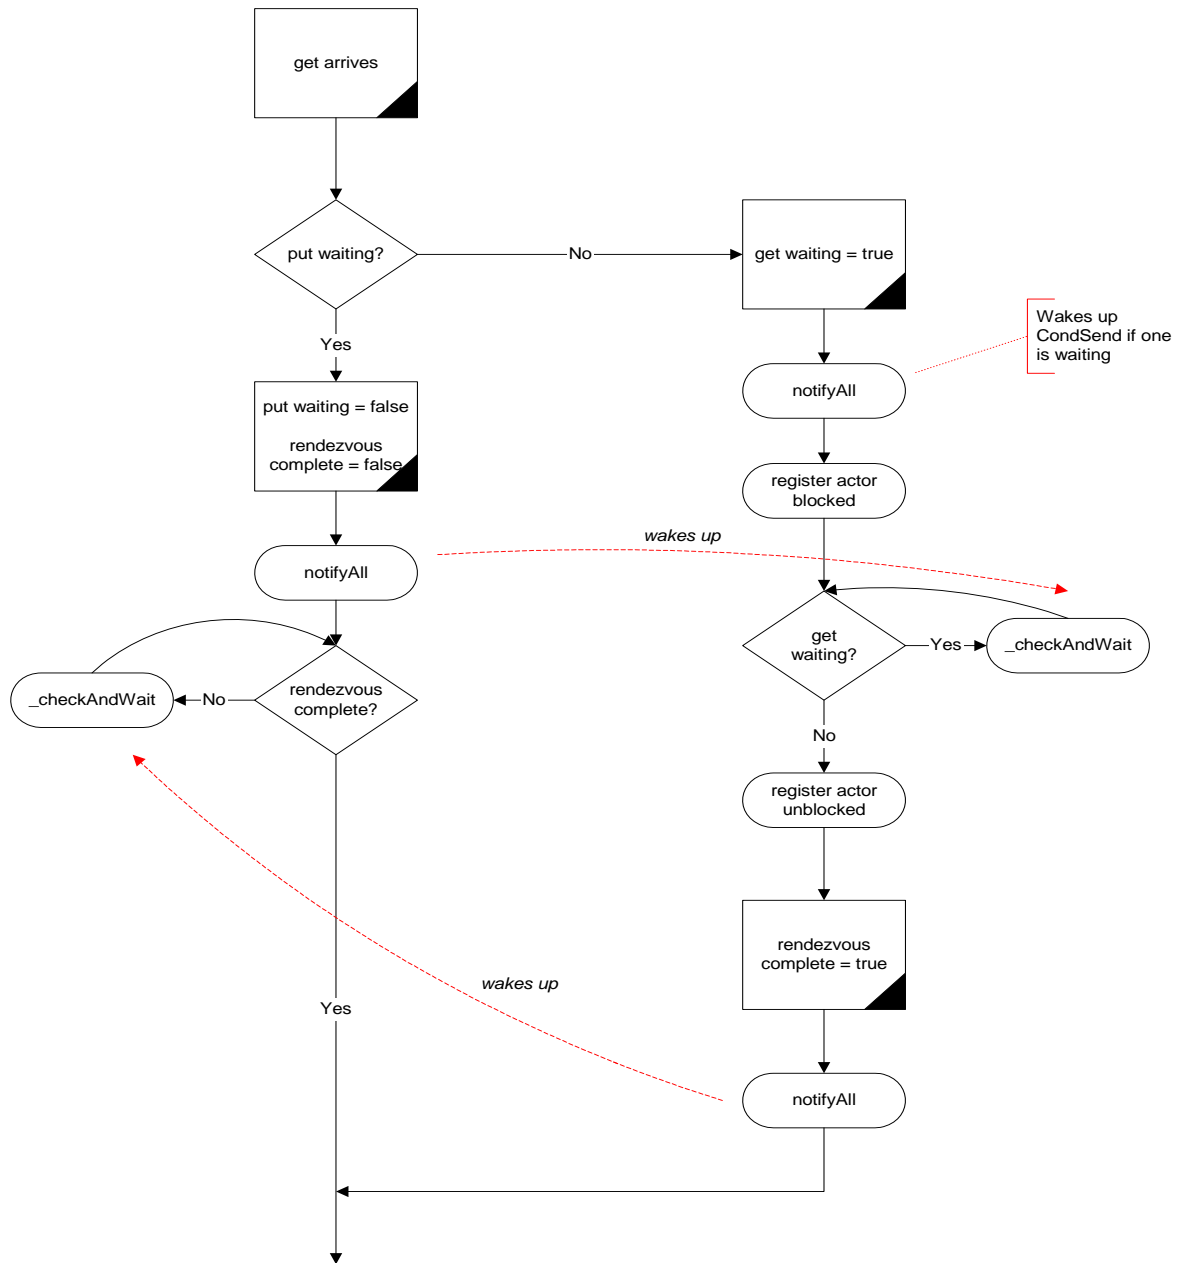 get arrives
put waiting?
No
get waiting = true
Wakes up
CondSend if one
is waiting
Yes
put waiting = false
rendezvous
complete = false
notifyAll
register actor
blocked
wakes up
notifyAll
get
waiting?
Yes
_checkAndWait
_checkAndWait
No
rendezvous
complete?
No
register actor
unblocked
rendezvous
complete = true
wakes up
Yes
notifyAll